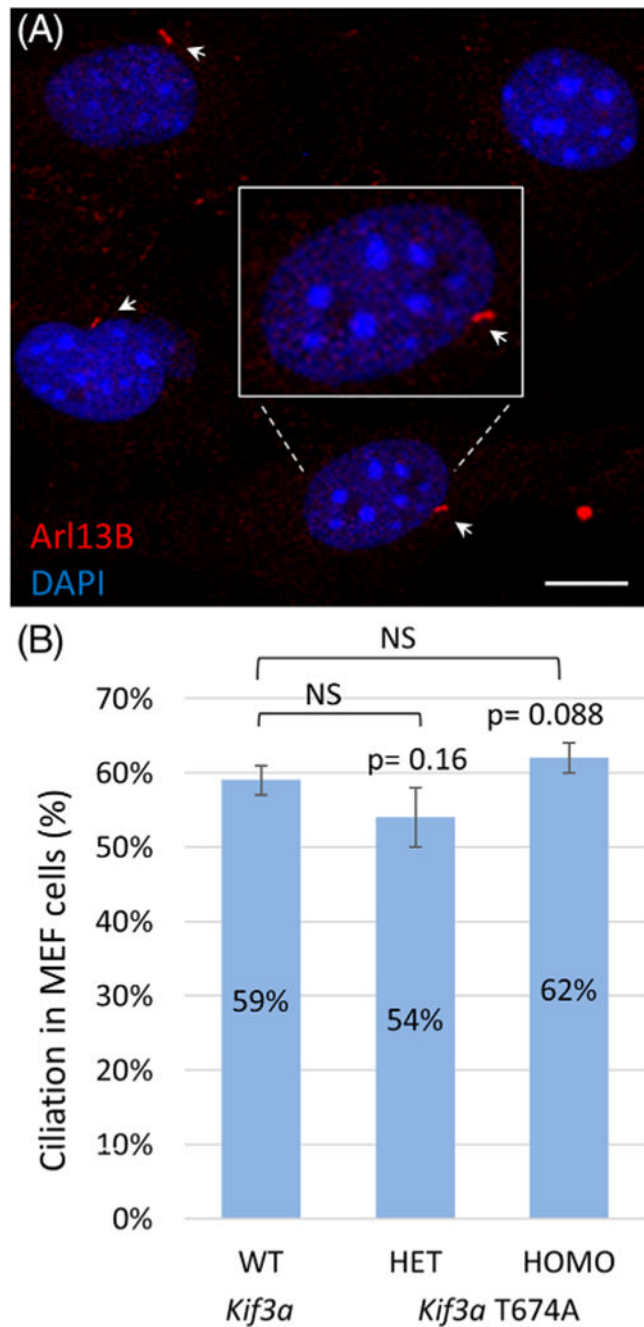 (A)
Arl13B
DAPI
(B)
NS
NS
p= 0.088
p= 0.16
Ciliation in MEF cells (%)
70%
60%
50%
40%
30%
20%
10%
0%
59%
54%
62%
WT HET HOMO
Kif3a Kif3a T674A